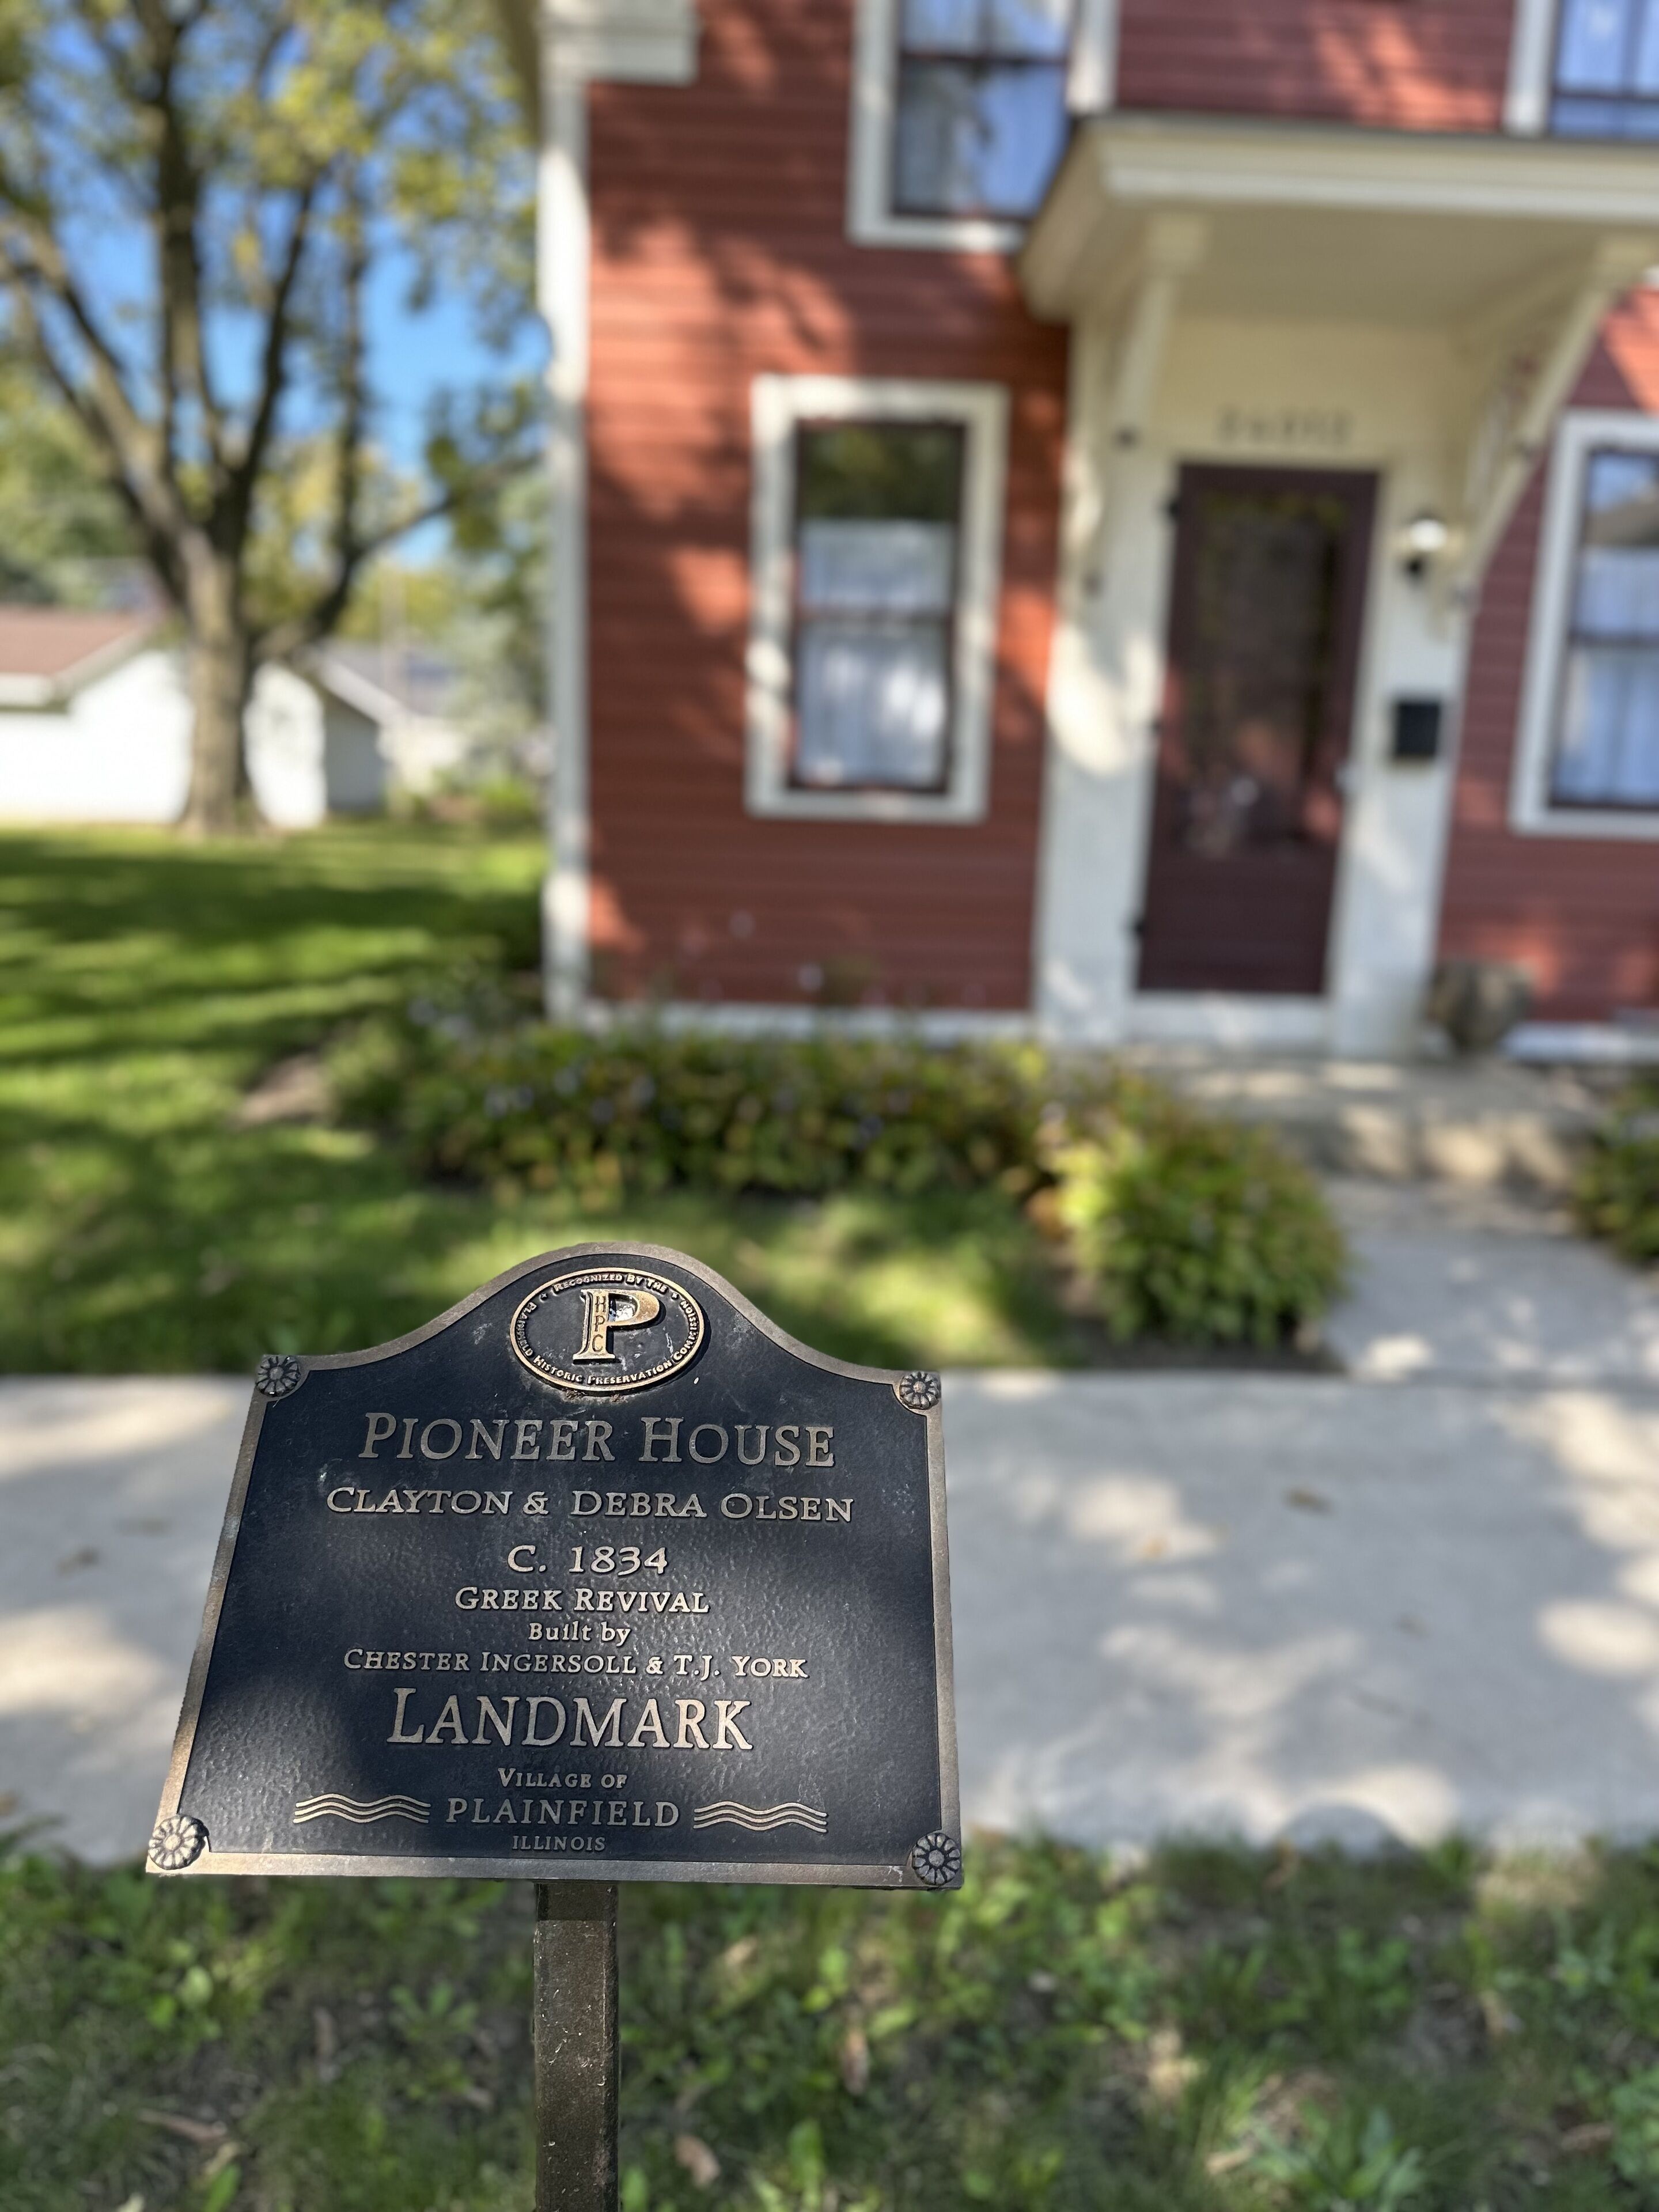 RECOGNIZED BY THE
PLAINFIELD HISTORIC PRESERVATION COMMISSION
P
HPC
PIONEER HOUSE
CLAYTON & DEBRA OLSEN
C. 1834
GREEK REVIVAL
Built by
CHESTER INGERSOLL & T.J. YORK
LANDMARK
VILLAGE OF
PLAINFIELD
ILLINOIS